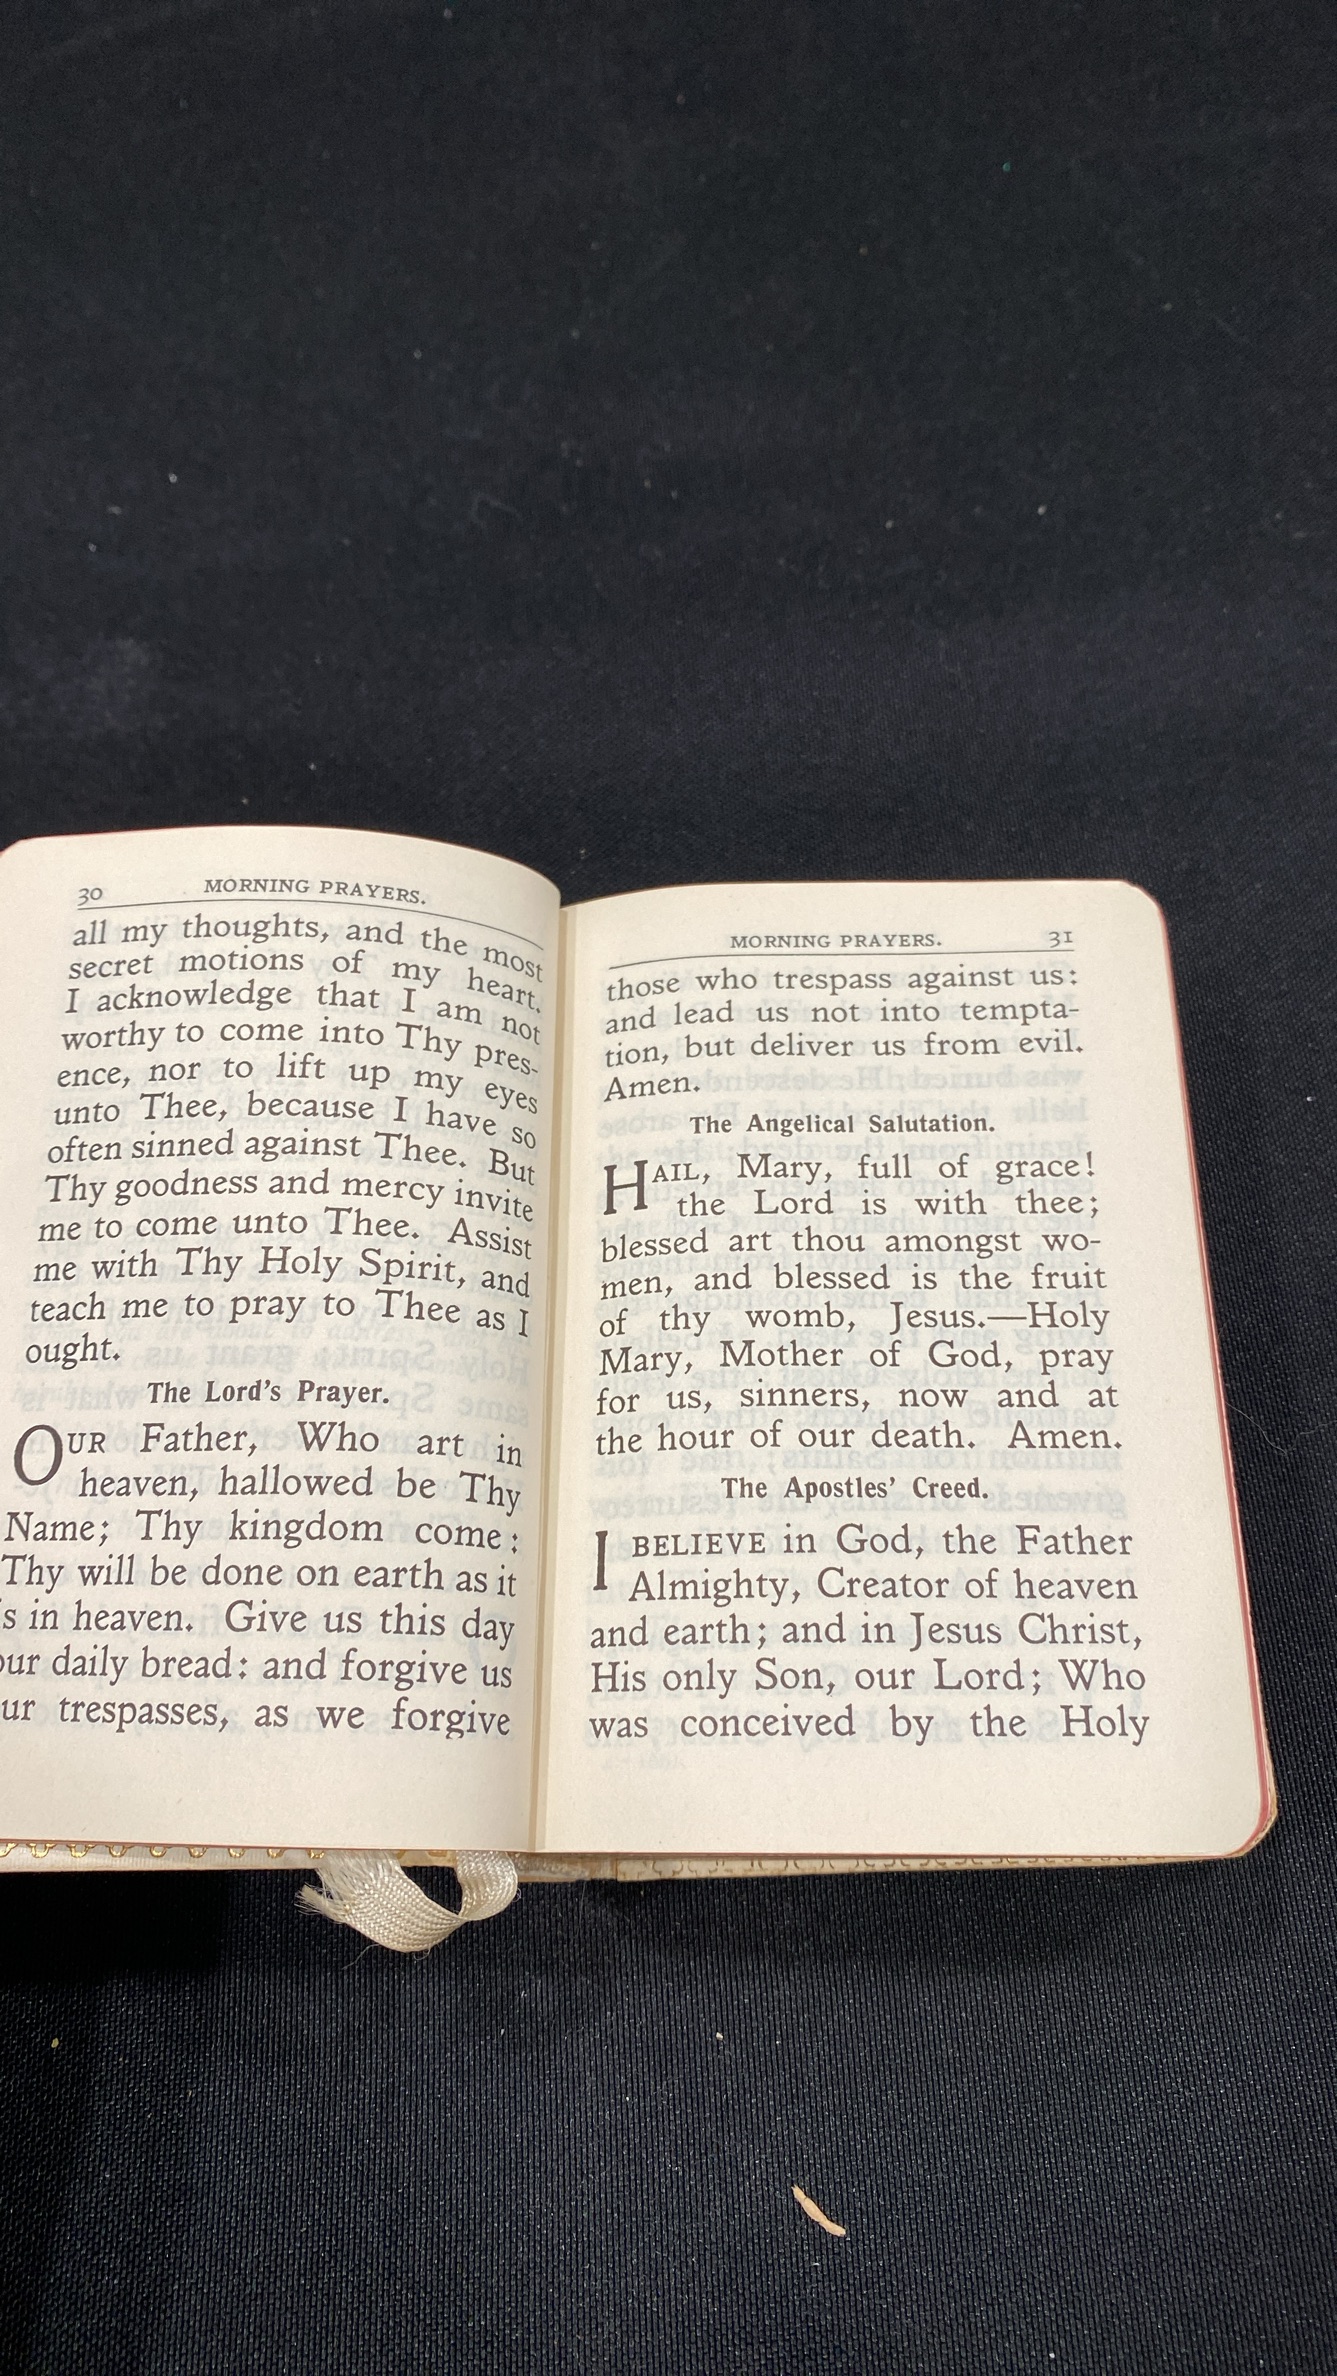 30 MORNING PRAYERS.
all my thoughts, and the most
secret motions of my heart.
I acknowledge that I am not
worthy to come into Thy pres-
ence, nor to lift up my eyes
unto Thee, because I have so
often sinned against Thee. But
Thy goodness and mercy invite
me to come unto Thee. Assist
me with Thy Holy Spirit, and
teach me to pray to Thee as I
ought.
The Lord's Prayer.
OUR Father, Who art in
heaven, hallowed be Thy
Name; Thy kingdom come:
Thy will be done on earth as it
s in heaven. Give us this day
our daily bread: and forgive us
ur trespasses, as we forgive
MORNING PRAYERS. 31
those who trespass against us:
and lead us not into tempta-
tion, but deliver us from evil.
Amen.
The Angelical Salutation.
HAIL, Mary, full of grace!
the Lord is with thee;
blessed art thou amongst wo-
men, and blessed is the fruit
of thy womb, Jesus.—Holy
Mary, Mother of God, pray
for us, sinners, now and at
the hour of our death. Amen.
The Apostles' Creed.
I BELIEVE in God, the Father
Almighty, Creator of heaven
and earth; and in Jesus Christ,
His only Son, our Lord; Who
was conceived by the Holy